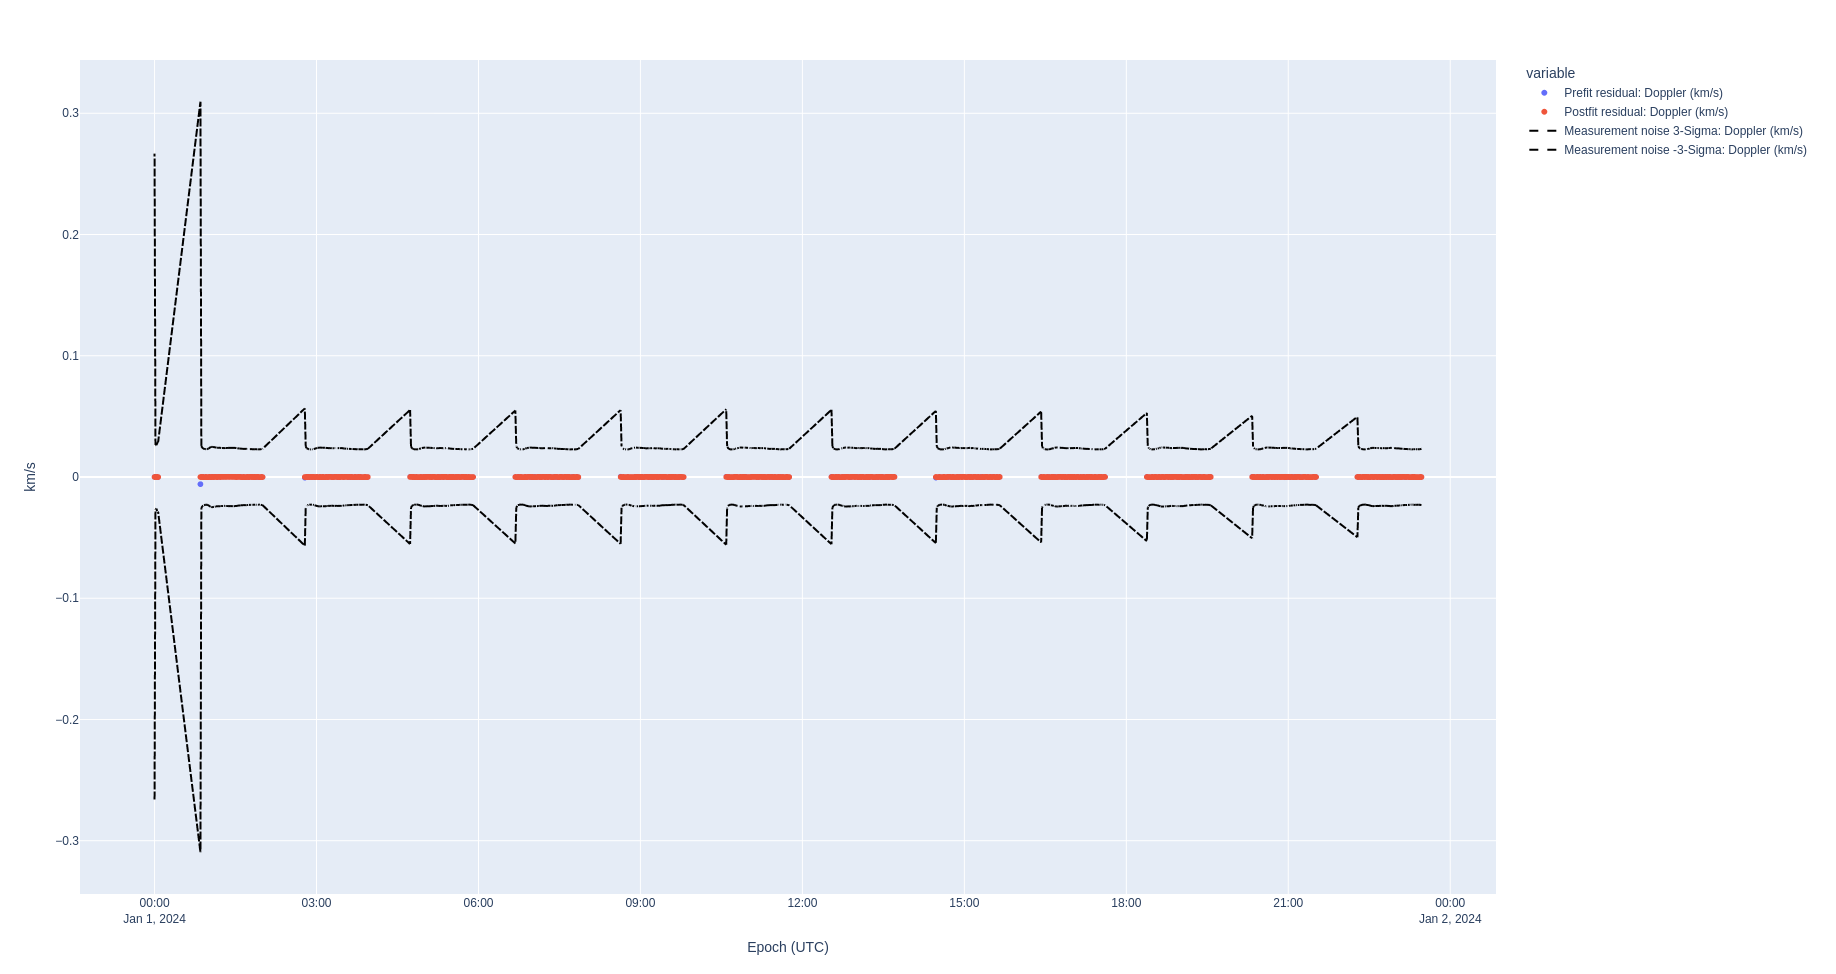 variable
Prefit residual: Doppler (km/s)
Postfit residual: Doppler (km/s)
Measurement noise 3-Sigma: Doppler (km/s)
Measurement noise -3-Sigma: Doppler (km/s)
0.3
0.2
0.1
0
−0.1
−0.2
−0.3
km/s
00:00 03:00 06:00 09:00 12:00 15:00 18:00 21:00 00:00
Jan 1, 2024 Jan 2, 2024
Epoch (UTC)